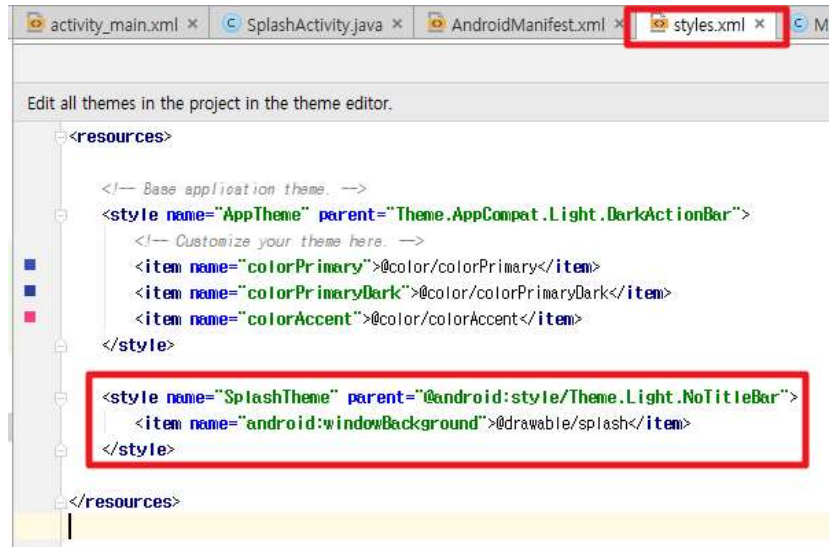 activity_main.xml × SplashActivity.java × AndroidManifest.xml × styles.xml × M
Edit all themes in the project in the theme editor.
<resources>
<!-- Base application theme. -->
<style name="AppTheme" parent="Theme.AppCompat.Light.DarkActionBar">
<!-- Customize your theme here. -->
<item name="colorPrimary">@color/colorPrimary</item>
<item name="colorPrimaryDark">@color/colorPrimaryDark</item>
<item name="colorAccent">@color/colorAccent</item>
</style>
<style name="SplashTheme" parent="@android:style/Theme.Light.NoTitleBar">
<item name="android:windowBackground">@drawable/splash</item>
</style>
</resources>